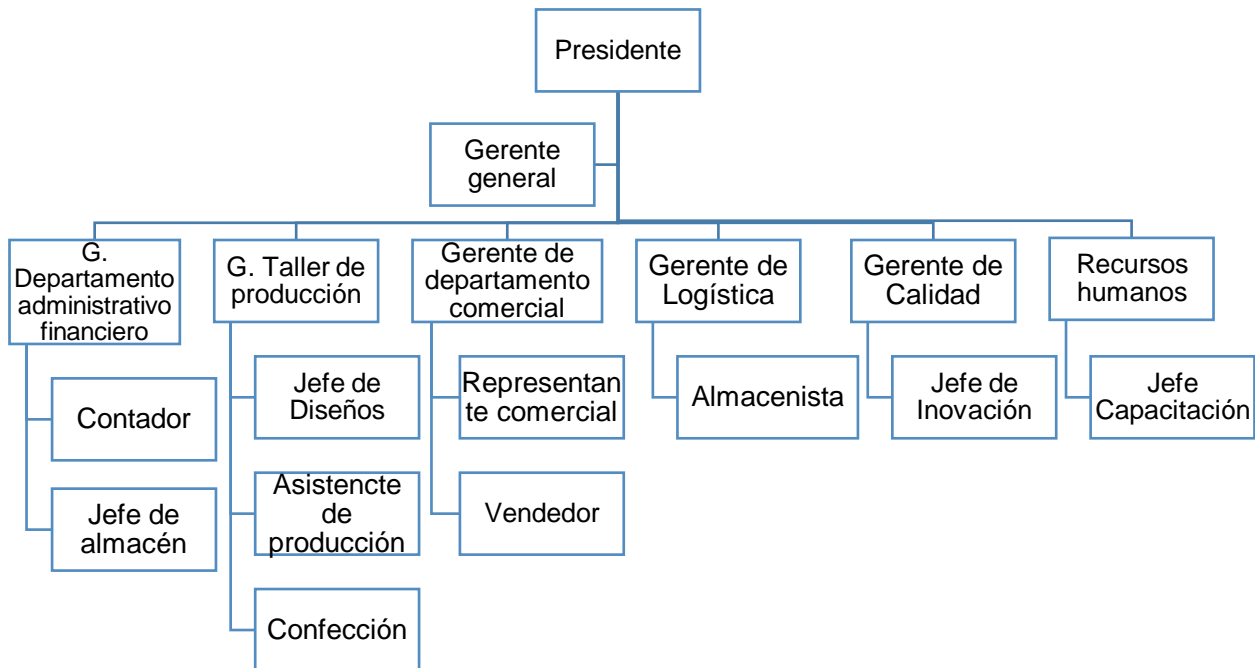 Presidente
Gerente
general
G.
Departamento
administrativo
financiero
G. Taller de
producción
Gerente de
departamento
comercial
Gerente de
Logística
Gerente de
Calidad
Recursos
humanos
Contador
Jefe de
almacén
Jefe de
Diseños
Asistencte
de
producción
Confección
Representan
te comercial
Vendedor
Almacenista
Jefe de
Inovación
Jefe
Capacitación